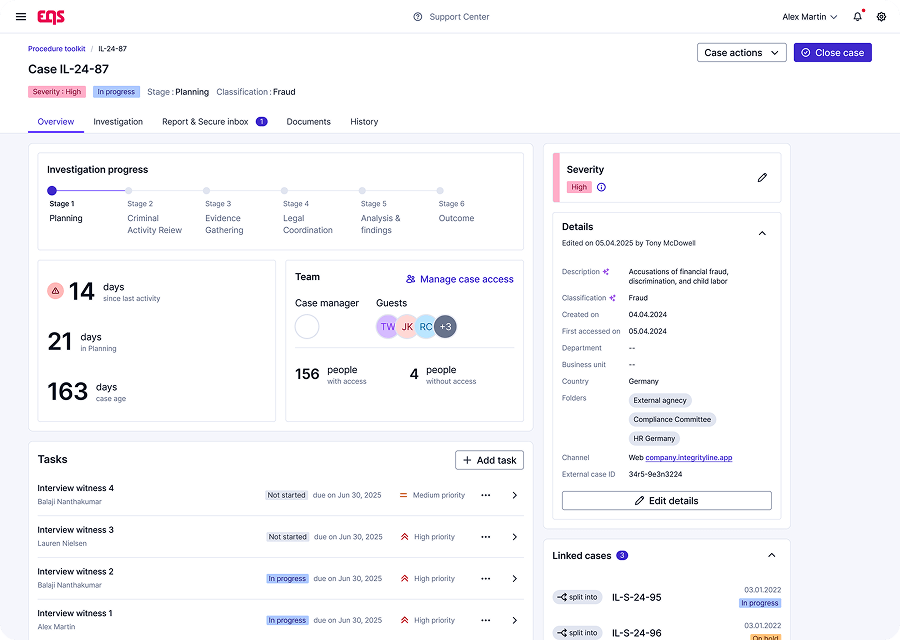 EQS
Support Center
Alex Martin
Procedure toolkit / IL-24-87
Case IL-24-87
Case actions
Close case
Severity : High
In progress
Stage : Planning
Classification : Fraud
Overview
Investigation
Report & Secure inbox 1
Documents
History
Investigation progress
Stage 1
Planning
Stage 2
Criminal
Activity Reiew
Stage 3
Evidence
Gathering
Stage 4
Legal
Coordination
Stage 5
Analysis &
findings
Stage 6
Outcome
14 days
since last activity
21 days
in Planning
163 days
case age
Team
Manage case access
Case manager
Guests
TW JK RC +3
156 people
with access
4 people
without access
Tasks
+ Add task
Interview witness 4
Balaji Nanthakumar
Not started due on Jun 30, 2025 Medium priority
Interview witness 3
Lauren Nielsen
Not started due on Jun 30, 2025 High priority
Interview witness 2
Balaji Nanthakumar
In progress due on Jun 30, 2025 High priority
Interview witness 1
Alex Martin
In progress due on Jun 30, 2025 High priority
Severity
High
Details
Edited on 05.04.2025 by Tony McDowell
Description Accusations of financial fraud,
discrimination, and child labor
Classification Fraud
Created on 04.04.2024
First accessed on 05.04.2024
Department --
Business unit --
Country Germany
Folders External agnecy
Compliance Committee
HR Germany
Channel Web company.integrityline.app
External case ID 34r5-9e3n3224
Edit details
Linked cases 3
split into IL-S-24-95 03.01.2022
In progress
split into IL-S-24-96 03.01.2022
On hold